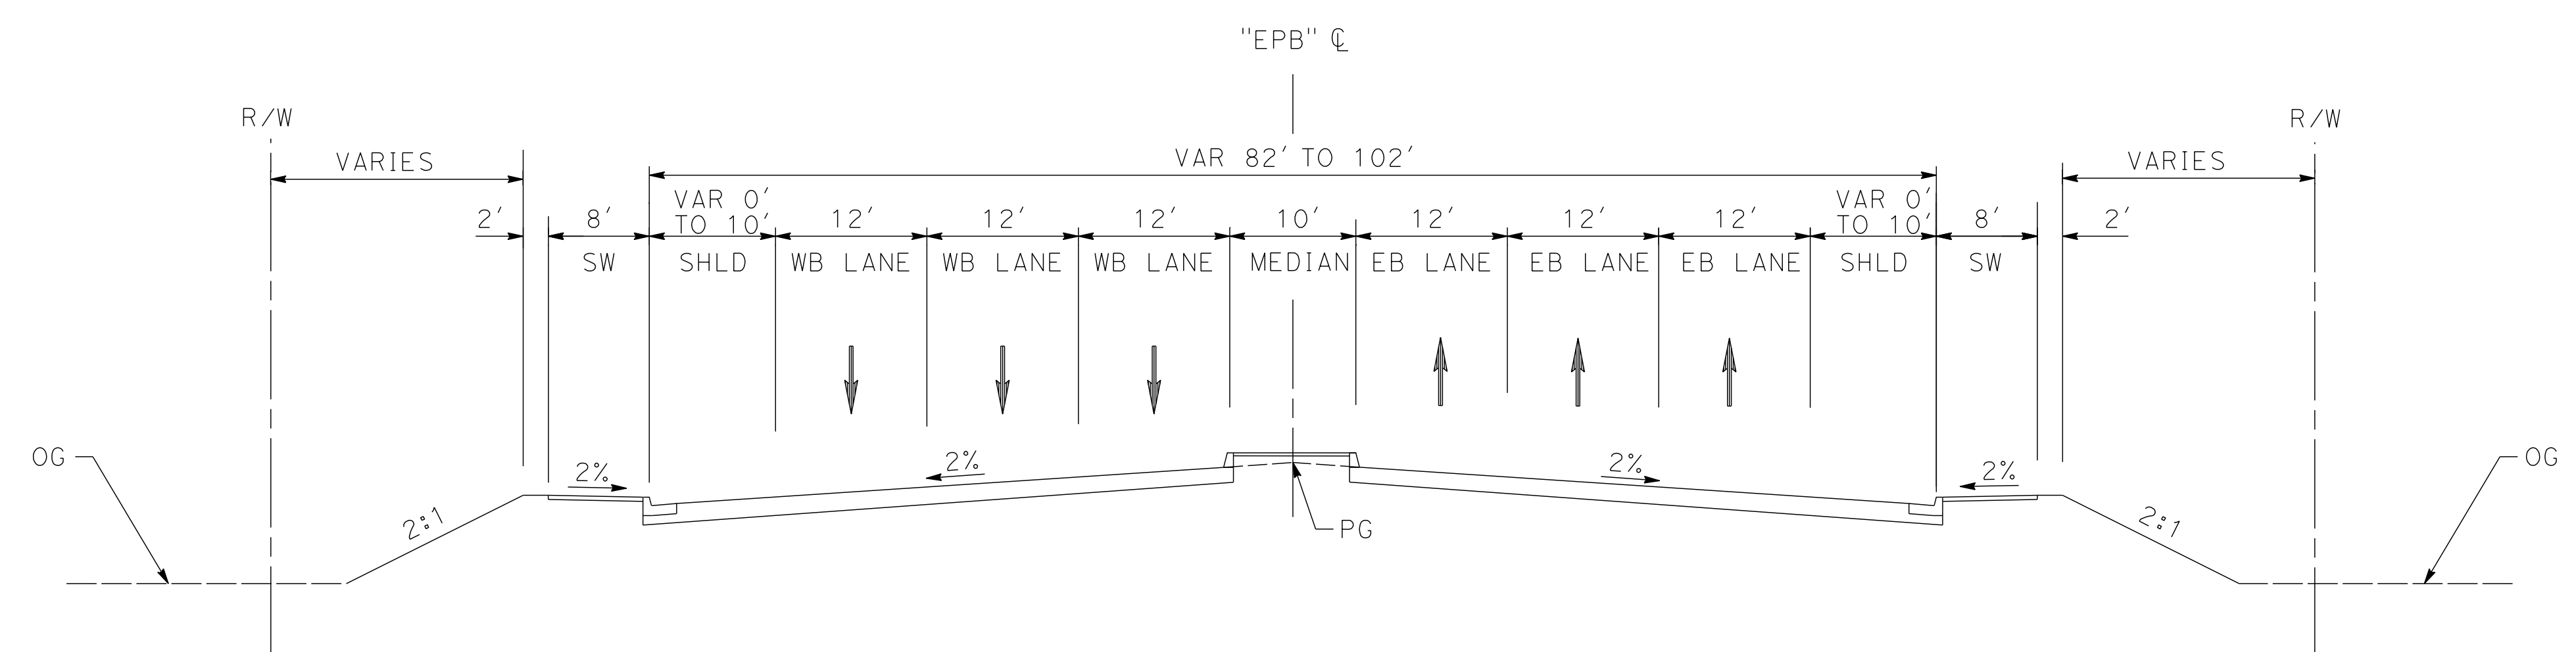 "EPB" ℄
R/W
R/W
VARIES
VAR 82' TO 102'
VARIES
VAR 0'
TO 10'
VAR 0'
TO 10'
2'
8'
12'
12'
12'
10'
12'
12'
12'
8'
2'
SW
SHLD
WB LANE
WB LANE
WB LANE
MEDIAN
EB LANE
EB LANE
EB LANE
SHLD
SW
OG
2%
2%
2%
2%
OG
2:1
PG
2:1